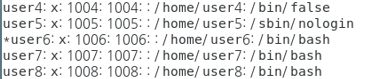 user4:x:1004:1004::/home/user4:/bin/false
user5:x:1005:1005::/home/user5:/sbin/nologin
*user6:x:1006:1006::/home/user6:/bin/bash
user7:x:1007:1007::/home/user7:/bin/bash
user8:x:1008:1008::/home/user8:/bin/bash